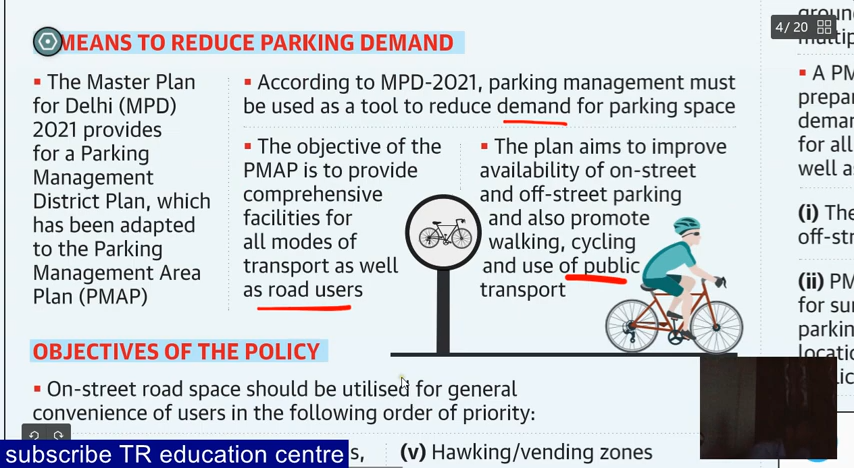 4/20
MEANS TO REDUCE PARKING DEMAND
▪ The Master Plan
for Delhi (MPD)
2021 provides
for a Parking
Management
District Plan, which
has been adapted
to the Parking
Management Area
Plan (PMAP)
▪ According to MPD-2021, parking management must
be used as a tool to reduce demand for parking space
▪ The objective of the
PMAP is to provide
comprehensive
facilities for
all modes of
transport as well
as road users
▪ The plan aims to improve
availability of on-street
and off-street parking
and also promote
walking, cycling
and use of public
transport
OBJECTIVES OF THE POLICY
▪ On-street road space should be utilised for general
convenience of users in the following order of priority:
(v) Hawking/vending zones
▪ A PM
prepar
deman
for all
well as
(i) The
off-str
(ii) PM
for sur
parkin
locatio
subscribe TR education centre